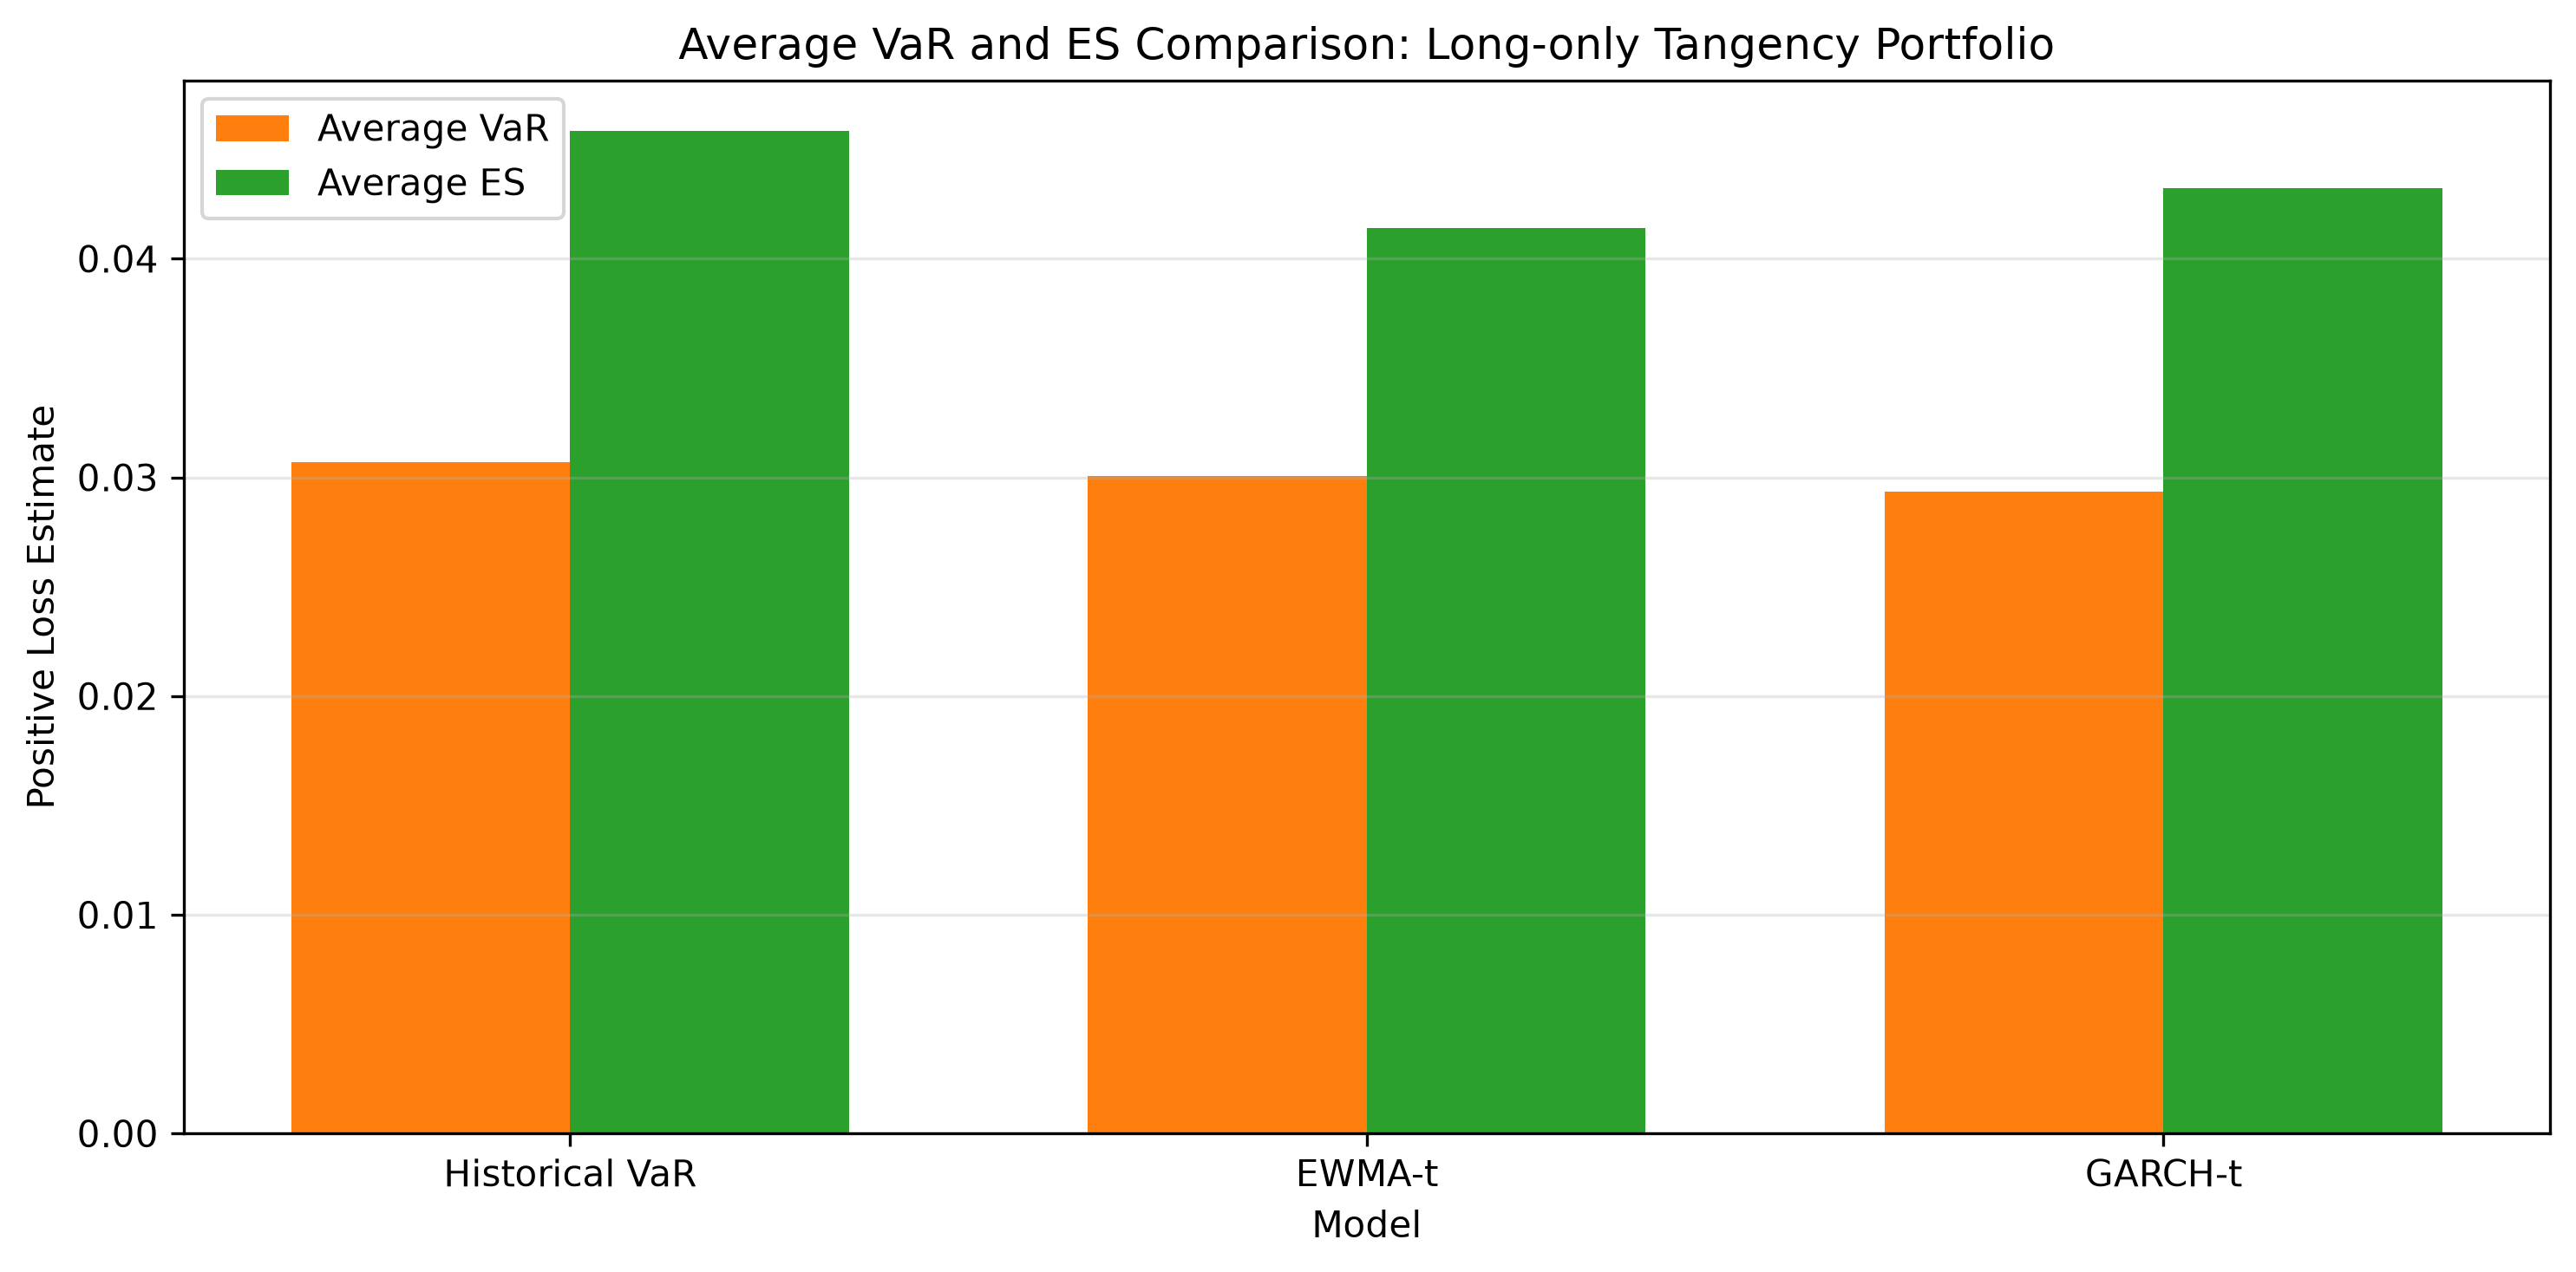 Average VaR and ES Comparison: Long-only Tangency Portfolio
Average VaR
Average ES
Positive Loss Estimate
0.04
0.03
0.02
0.01
0.00
Historical VaR
EWMA-t
GARCH-t
Model